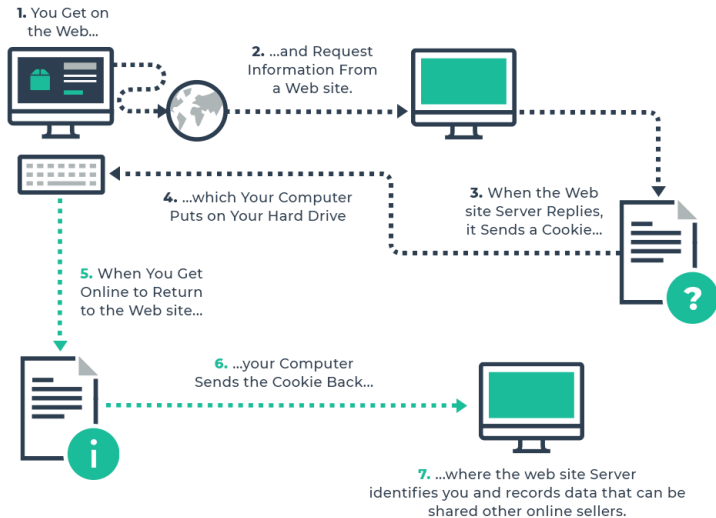 1. You Get on
the Web...
2. ...and Request
Information From
a Web site.
3. When the Web
site Server Replies,
it Sends a Cookie...
4. ...which Your Computer
Puts on Your Hard Drive
?
5. When You Get
Online to Return
to the Web site...
i
6. ...your Computer
Sends the Cookie Back...
7. ...where the web site Server
identifies you and records data that can be
shared other online sellers.